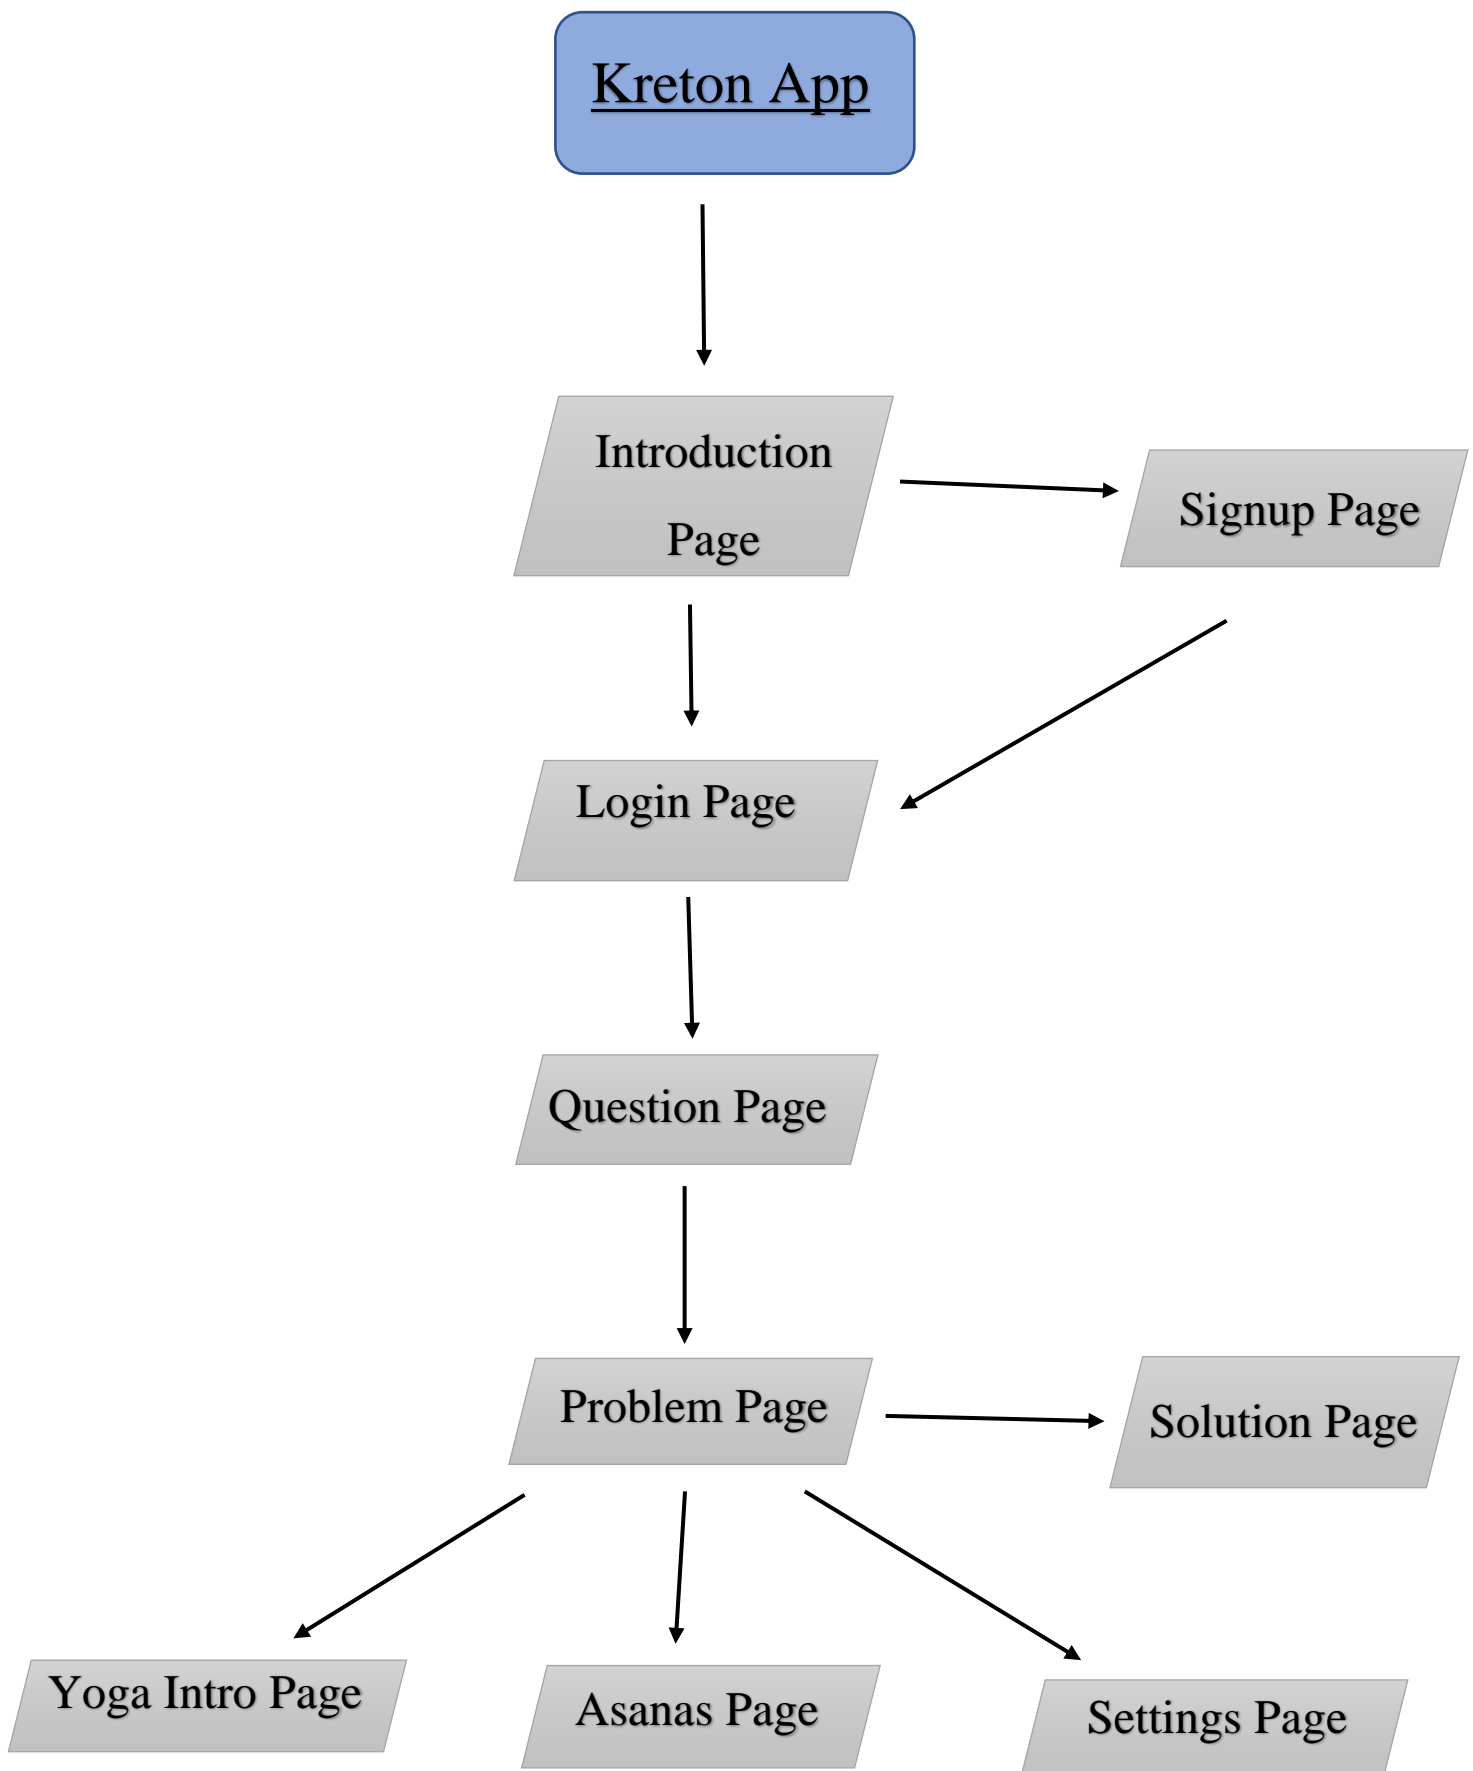 Kreton App
Introduction
Page
Signup Page
Login Page
Question Page
Problem Page
Solution Page
Yoga Intro Page
Asanas Page
Settings Page